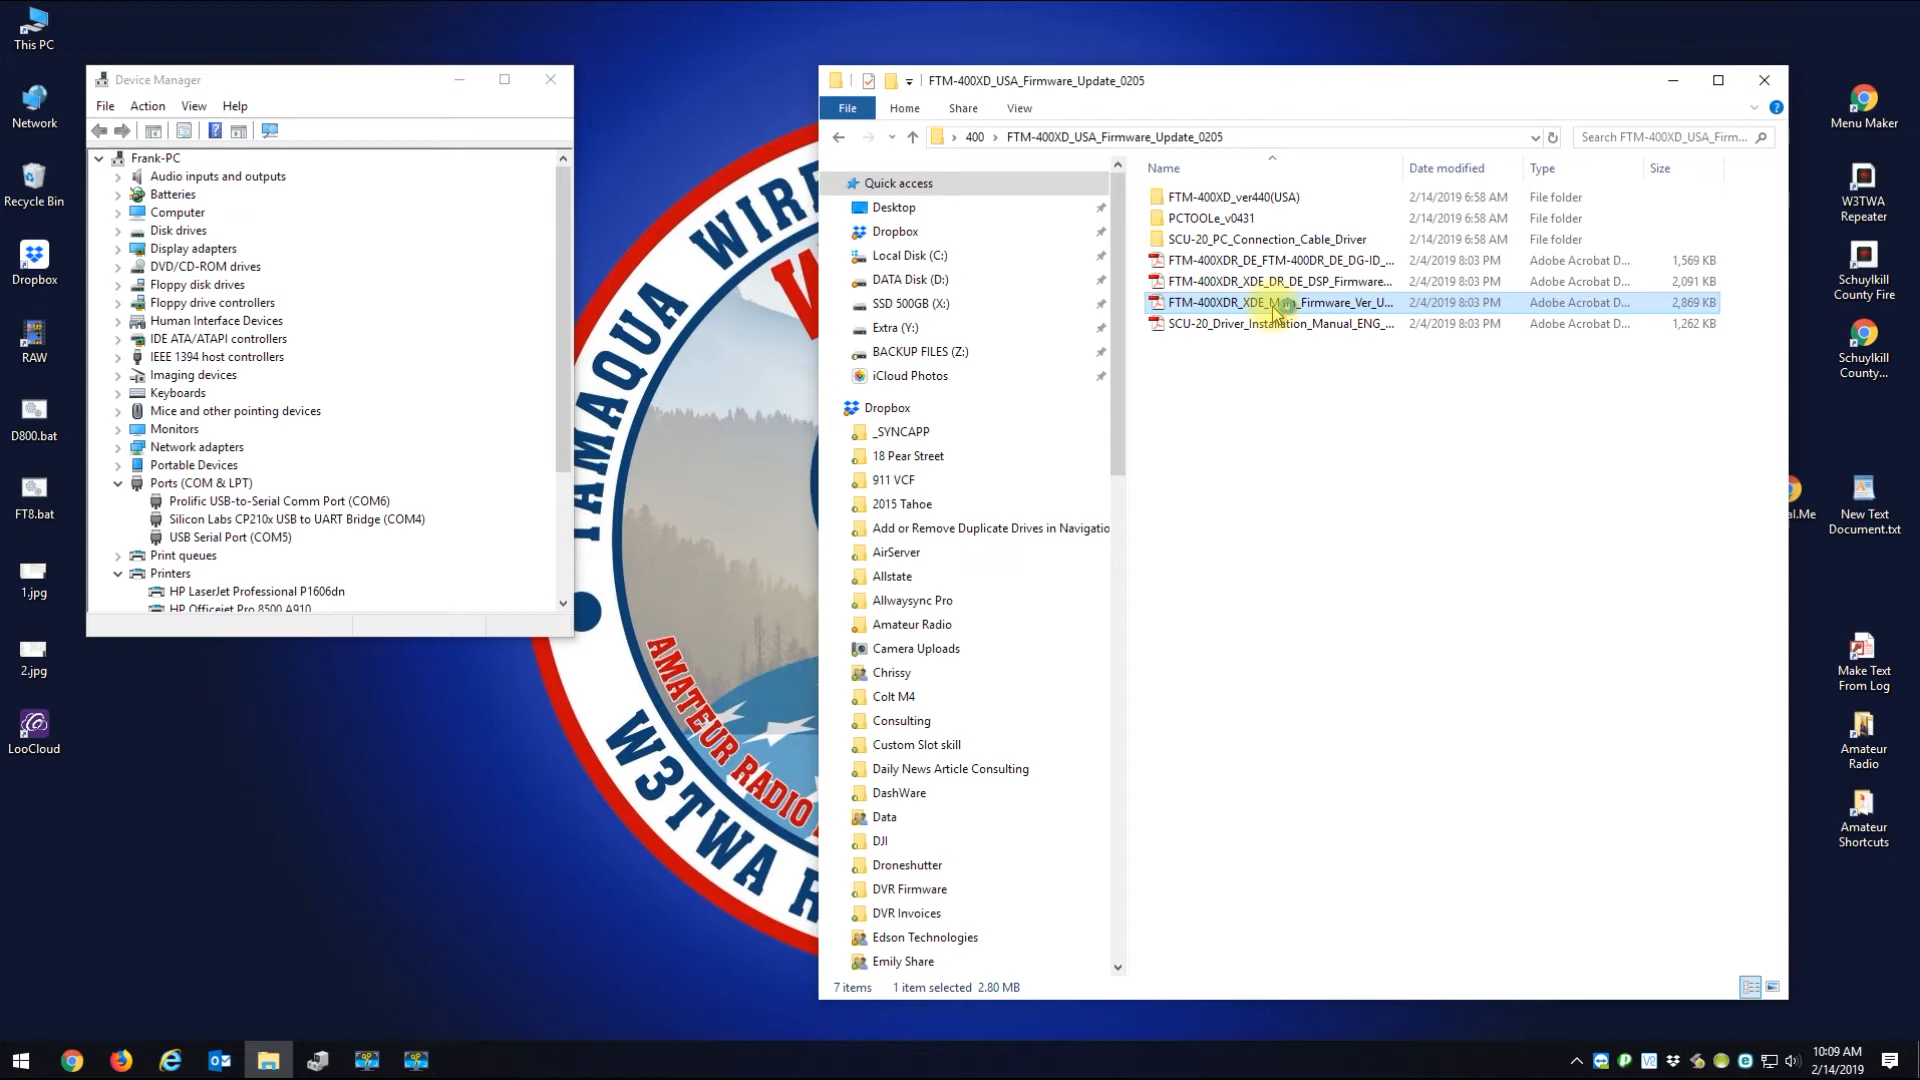 This PC
Network
Recycle Bin
Dropbox
RAW
D800.bat
FT8.bat
1.jpg
2.jpg
LooCloud
Device Manager
File Action View Help
Frank-PC
Audio inputs and outputs
Batteries
Computer
Disk drives
Display adapters
DVD/CD-ROM drives
Floppy disk drives
Floppy drive controllers
Human Interface Devices
IDE ATA/ATAPI controllers
IEEE 1394 host controllers
Imaging devices
Keyboards
Mice and other pointing devices
Monitors
Network adapters
Portable Devices
Ports (COM & LPT)
Prolific USB-to-Serial Comm Port (COM6)
Silicon Labs CP210x USB to UART Bridge (COM4)
USB Serial Port (COM5)
Print queues
Printers
HP LaserJet Professional P1606dn
HP Officejet Pro 8500 A910
TAMAQUA WIRE
AMATEUR RADIO
W3TWA R
FTM-400XD_USA_Firmware_Update_0205
File Home Share View
400 › FTM-400XD_USA_Firmware_Update_0205
Search FTM-400XD_USA_Firm...
Quick access
Desktop
Dropbox
Local Disk (C:)
DATA Disk (D:)
SSD 500GB (X:)
Extra (Y:)
BACKUP FILES (Z:)
iCloud Photos
Dropbox
_SYNCAPP
18 Pear Street
911 VCF
2015 Tahoe
Add or Remove Duplicate Drives in Navigatio
AirServer
Allstate
Allwaysync Pro
Amateur Radio
Camera Uploads
Chrissy
Colt M4
Consulting
Custom Slot skill
Daily News Article Consulting
DashWare
Data
DJI
Droneshutter
DVR Firmware
DVR Invoices
Edson Technologies
Emily Share
Name Date modified Type Size
FTM-400XD_ver440(USA) 2/14/2019 6:58 AM File folder
PCTOOLe_v0431 2/14/2019 6:58 AM File folder
SCU-20_PC_Connection_Cable_Driver 2/14/2019 6:58 AM File folder
FTM-400XDR_DE_FTM-400DR_DE_DG-ID_... 2/4/2019 8:03 PM Adobe Acrobat D... 1,569 KB
FTM-400XDR_XDE_DR_DE_DSP_Firmware... 2/4/2019 8:03 PM Adobe Acrobat D... 2,091 KB
FTM-400XDR_XDE_Main_Firmware_Ver_U... 2/4/2019 8:03 PM Adobe Acrobat D... 2,869 KB
SCU-20_Driver_Installation_Manual_ENG_... 2/4/2019 8:03 PM Adobe Acrobat D... 1,262 KB
7 items 1 item selected 2.80 MB
Menu Maker
W3TWA
Repeater
Schuylkill
County Fire
Schuylkill
County...
al.Me
New Text
Document.txt
Make Text
From Log
Amateur
Radio
Amateur
Shortcuts
10:09 AM
2/14/2019